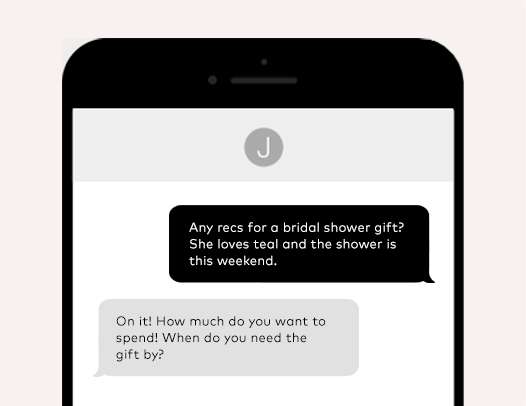 J
Any recs for a bridal shower gift?
She loves teal and the shower is
this weekend.
On it! How much do you want to
spend! When do you need the
gift by?